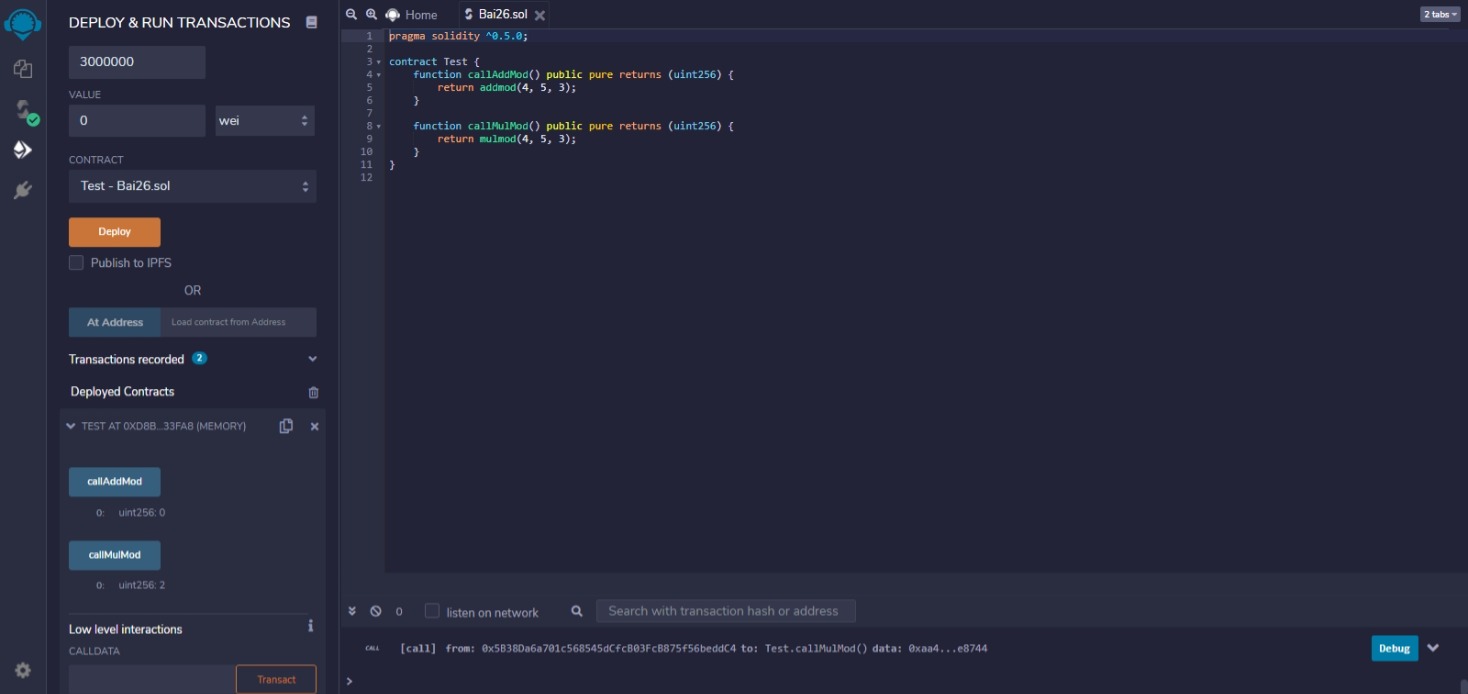 DEPLOY & RUN TRANSACTIONS
3000000
VALUE
0
wei
CONTRACT
Test - Bai26.sol
Deploy
Publish to IPFS
OR
At Address
Load contract from Address
Transactions recorded 2
Deployed Contracts
TEST AT 0XD8B...33FA8 (MEMORY)
callAddMod
0: uint256: 0
callMulMod
0: uint256: 2
Low level interactions
CALLDATA
Transact
Home
Bai26.sol
2 tabs
1 pragma solidity ^0.5.0;
2
3 contract Test {
4 function callAddMod() public pure returns (uint256) {
5 return addmod(4, 5, 3);
6 }
7
8 function callMulMod() public pure returns (uint256) {
9 return mulmod(4, 5, 3);
10 }
11 }
12
0
listen on network
Search with transaction hash or address
CALL [call] from: 0x5B38Da6a701c568545dCfcB03FcB875f56beddC4 to: Test.callMulMod() data: 0xaa4...e8744
Debug
>